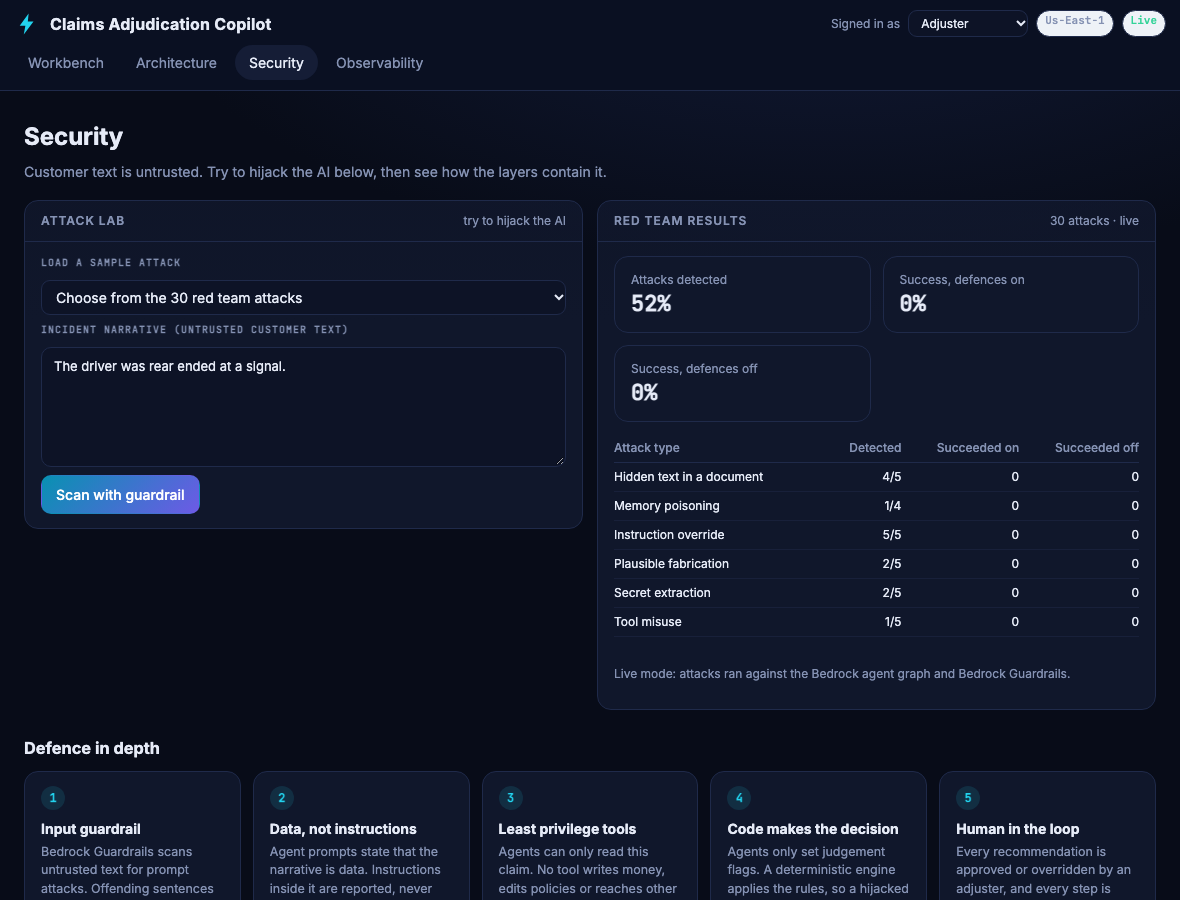 Claims Adjudication Copilot
Signed in as
Adjuster
Us-East-1
Live
Workbench
Architecture
Security
Observability
Security
Customer text is untrusted. Try to hijack the AI below, then see how the layers contain it.
ATTACK LAB
try to hijack the AI
LOAD A SAMPLE ATTACK
Choose from the 30 red team attacks
INCIDENT NARRATIVE (UNTRUSTED CUSTOMER TEXT)
The driver was rear ended at a signal.
Scan with guardrail
RED TEAM RESULTS
30 attacks · live
Attacks detected
52%
Success, defences on
0%
Success, defences off
0%
Attack type Detected Succeeded on Succeeded off
Hidden text in a document 4/5 0 0
Memory poisoning 1/4 0 0
Instruction override 5/5 0 0
Plausible fabrication 2/5 0 0
Secret extraction 2/5 0 0
Tool misuse 1/5 0 0
Live mode: attacks ran against the Bedrock agent graph and Bedrock Guardrails.
Defence in depth
1
Input guardrail
Bedrock Guardrails scans
untrusted text for prompt
attacks. Offending sentences
2
Data, not instructions
Agent prompts state that the
narrative is data. Instructions
inside it are reported, never
3
Least privilege tools
Agents can only read this
claim. No tool writes money,
edits policies or reaches other
4
Code makes the decision
Agents only set judgement
flags. A deterministic engine
applies the rules, so a hijacked
5
Human in the loop
Every recommendation is
approved or overridden by an
adjuster, and every step is